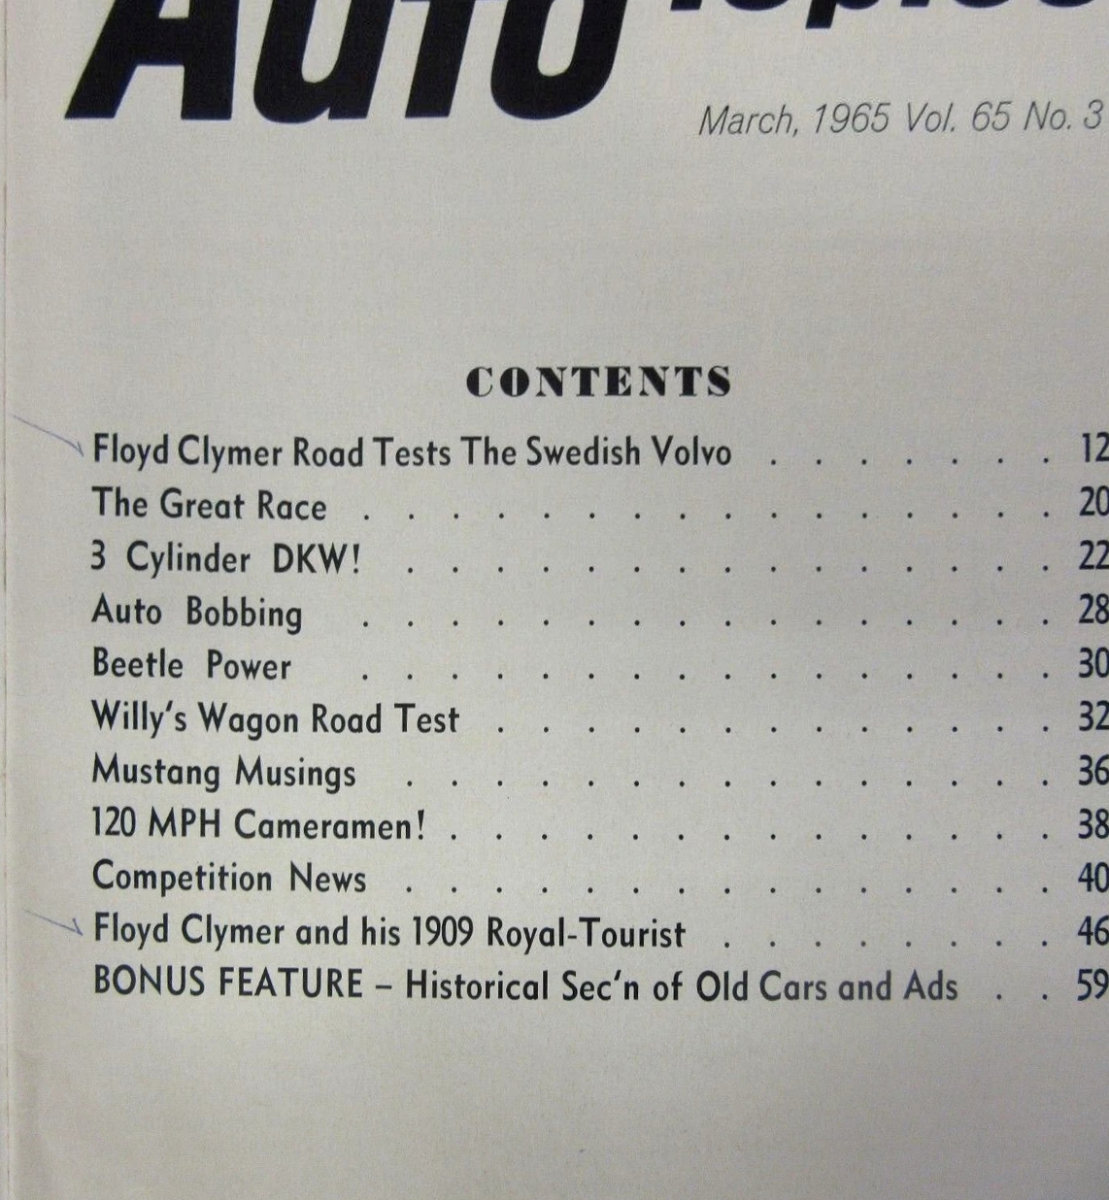 Auto Topics
March, 1965 Vol. 65 No. 3
CONTENTS
Floyd Clymer Road Tests The Swedish Volvo . . . . . . . 12
The Great Race . . . . . . . . . . . . . . . . 20
3 Cylinder DKW! . . . . . . . . . . . . . . . 22
Auto Bobbing . . . . . . . . . . . . . . . . 28
Beetle Power . . . . . . . . . . . . . . . . 30
Willy's Wagon Road Test . . . . . . . . . . . . . 32
Mustang Musings . . . . . . . . . . . . . . . 36
120 MPH Cameramen! . . . . . . . . . . . . . . 38
Competition News . . . . . . . . . . . . . . . 40
Floyd Clymer and his 1909 Royal-Tourist . . . . . . . . 46
BONUS FEATURE – Historical Sec'n of Old Cars and Ads . . 59